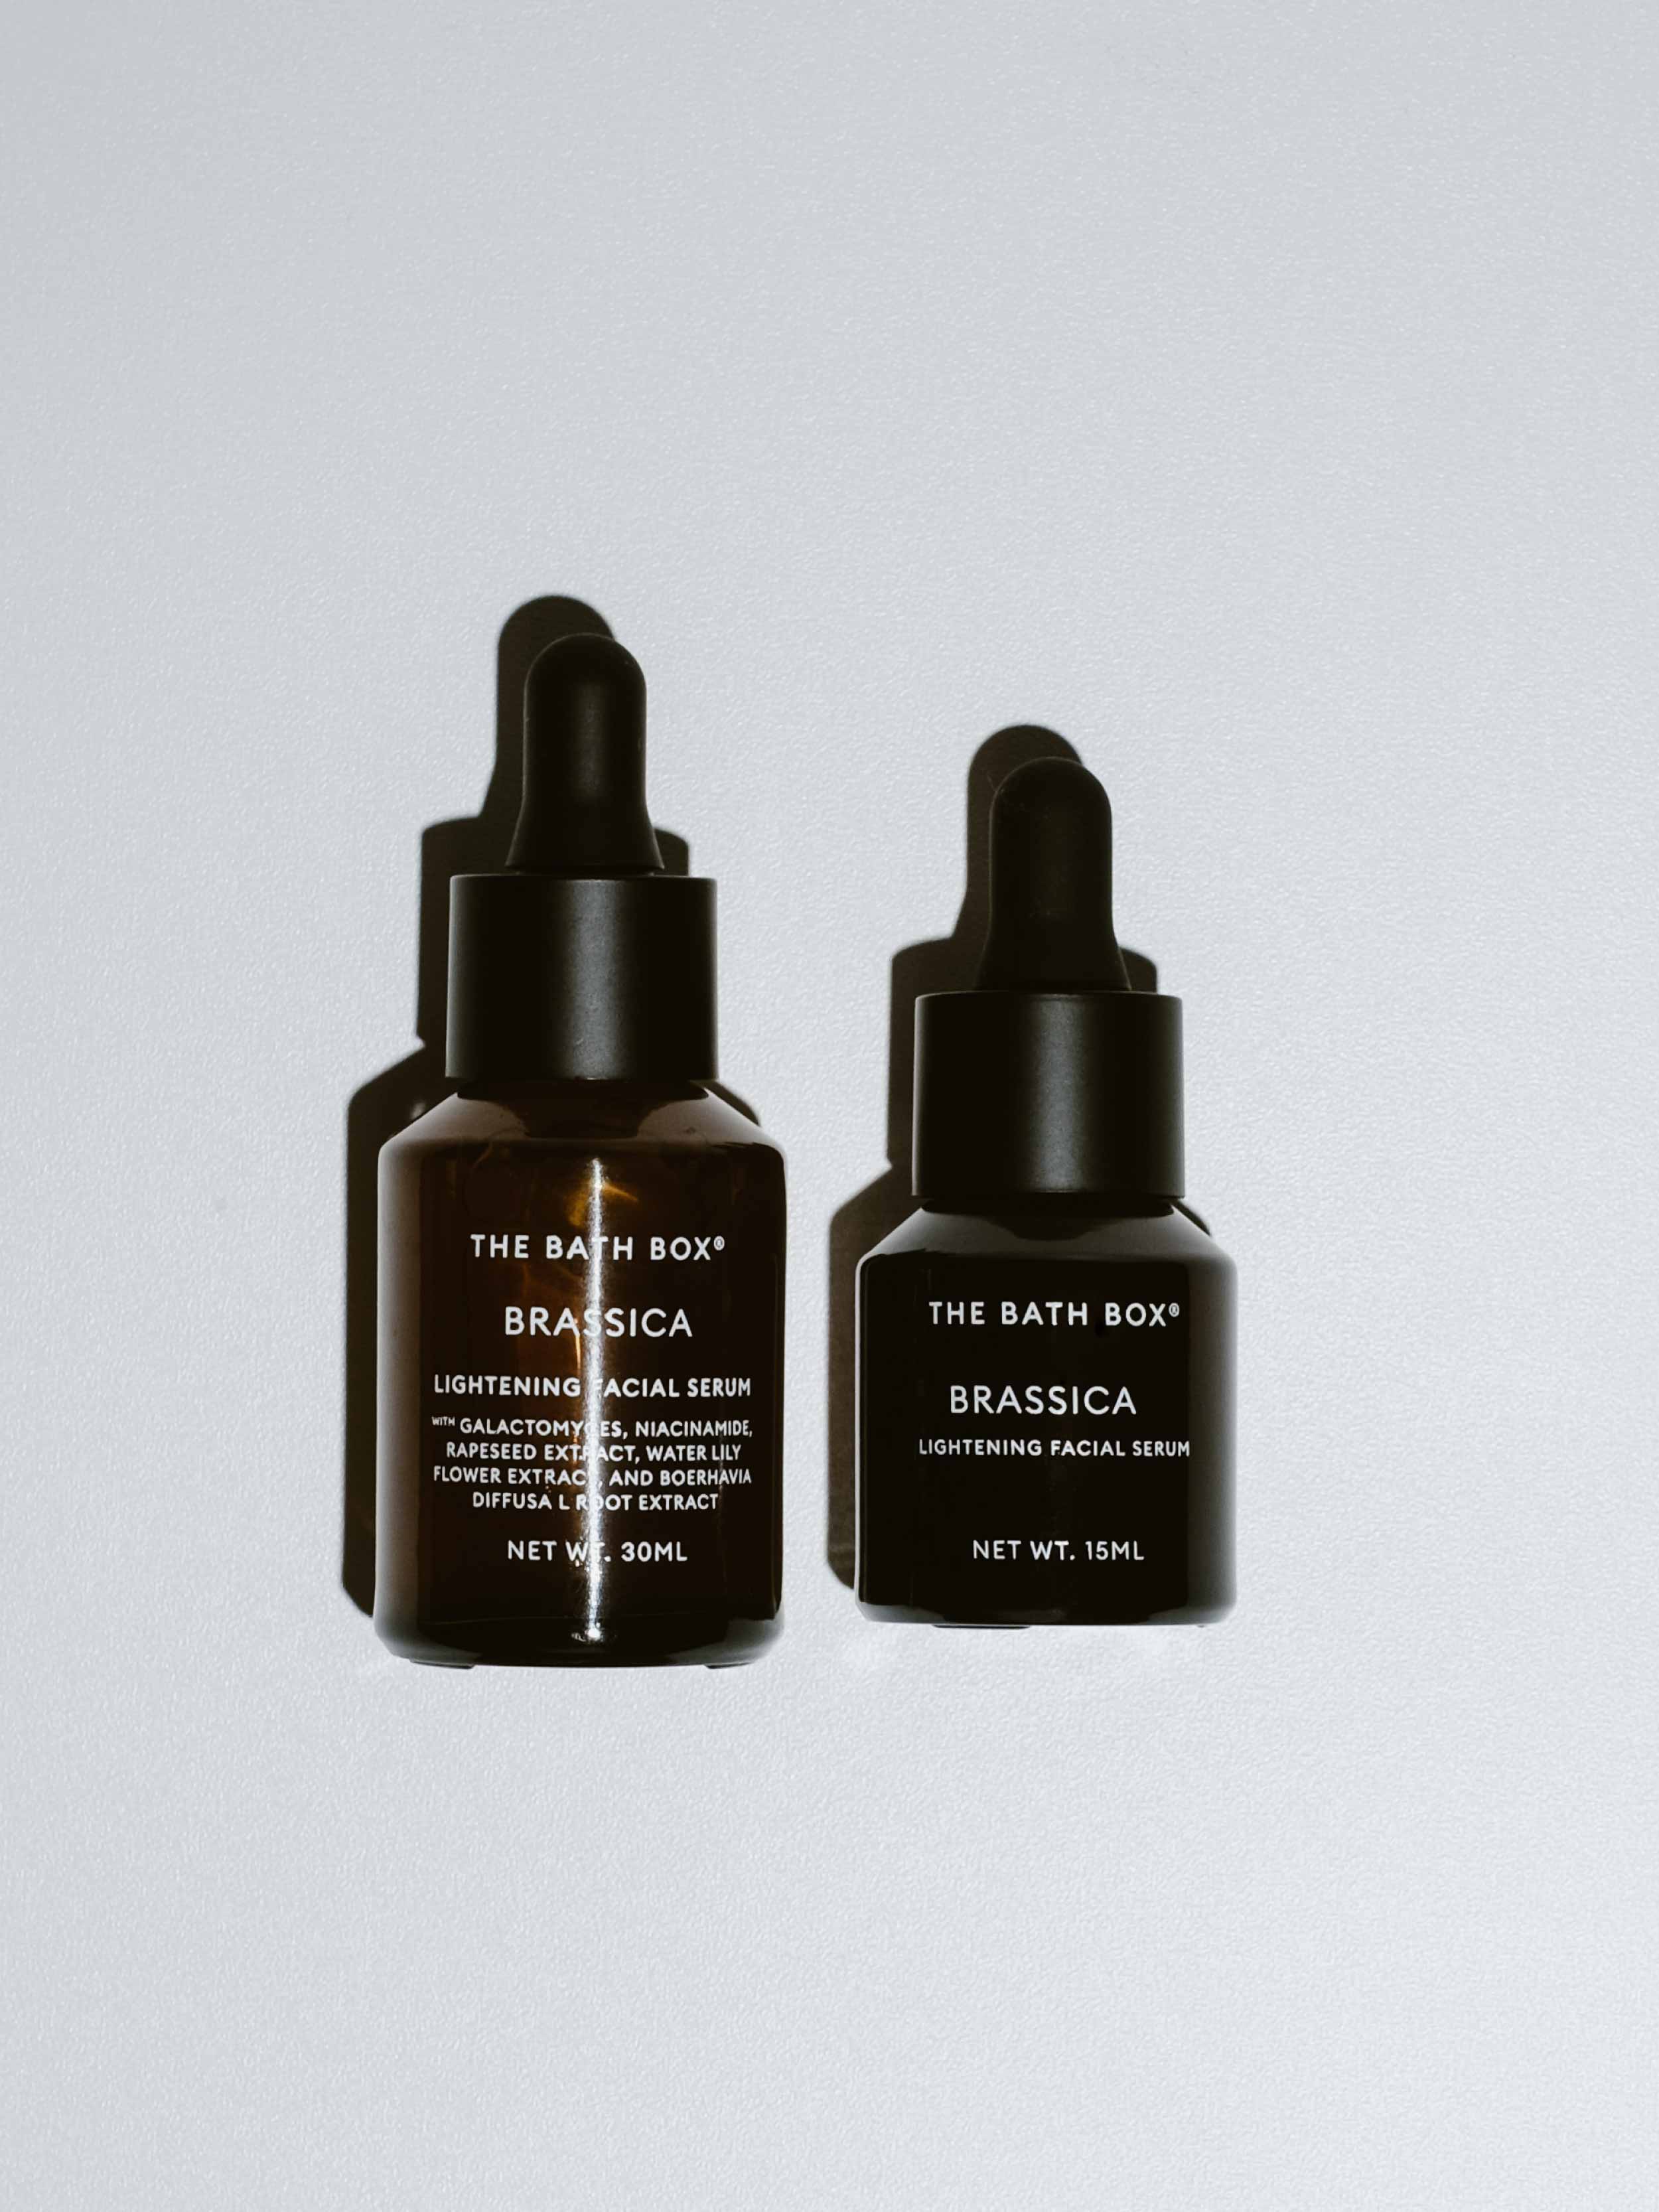 THE BATH BOX®
BRASSICA
LIGHTENING FACIAL SERUM
WITH GALACTOMYCES, NIACINAMIDE,
RAPESEED EXTRACT, WATER LILY
FLOWER EXTRACT, AND BOERHAVIA
DIFFUSA L ROOT EXTRACT
NET WT. 30ML
THE BATH BOX®
BRASSICA
LIGHTENING FACIAL SERUM
NET WT. 15ML